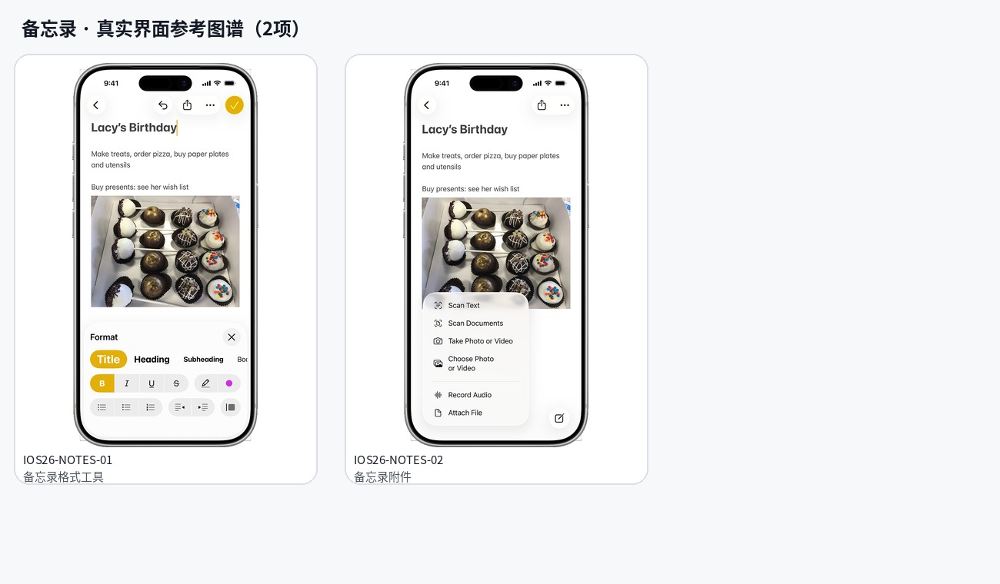 备忘录 · 真实界面参考图谱（2项）
9:41
Lacy's Birthday
Make treats, order pizza, buy paper plates
and utensils
Buy presents: see her wish list
Format
Title Heading Subheading Boo
B I U S
IOS26-NOTES-01
备忘录格式工具
9:41
Lacy's Birthday
Make treats, order pizza, buy paper plates
and utensils
Buy presents: see her wish list
Scan Text
Scan Documents
Take Photo or Video
Choose Photo
or Video
Record Audio
Attach File
IOS26-NOTES-02
备忘录附件